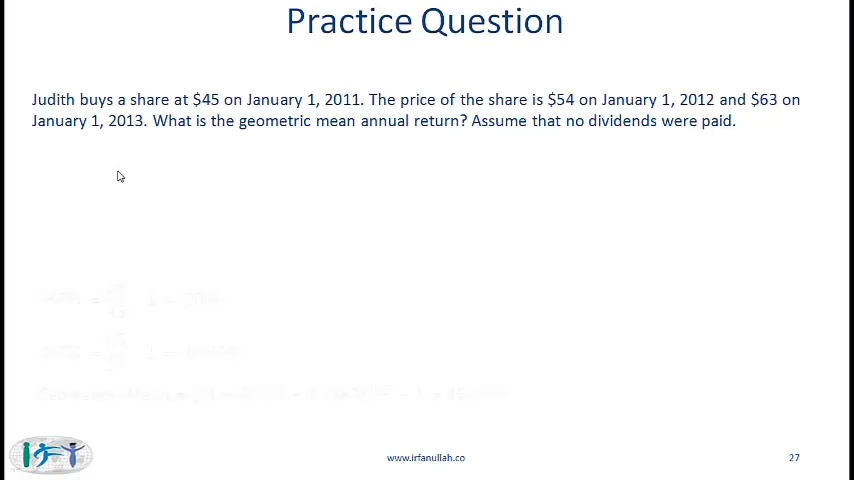 Practice Question
Judith buys a share at $45 on January 1, 2011. The price of the share is $54 on January 1, 2012 and $63 on
January 1, 2013. What is the geometric mean annual return? Assume that no dividends were paid.
www.irfanullah.co
27